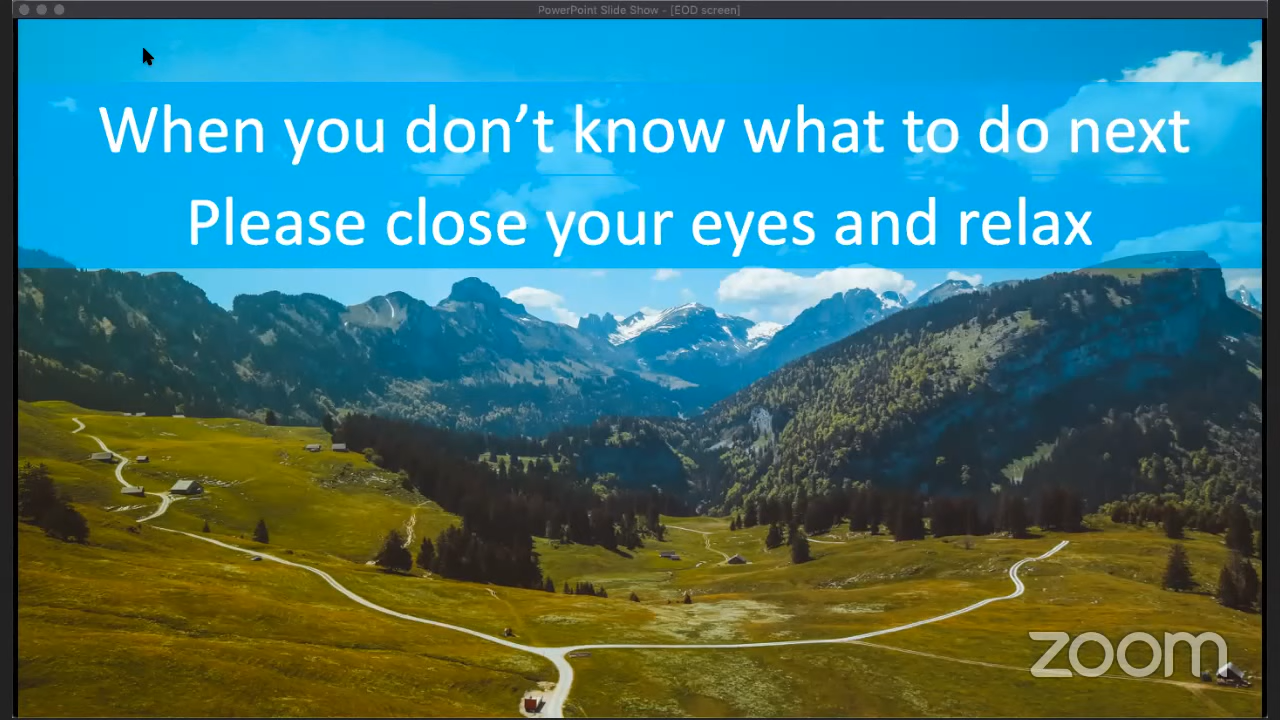 PowerPoint Slide Show - [EOD screen]
When you don’t know what to do next
Please close your eyes and relax
zoom